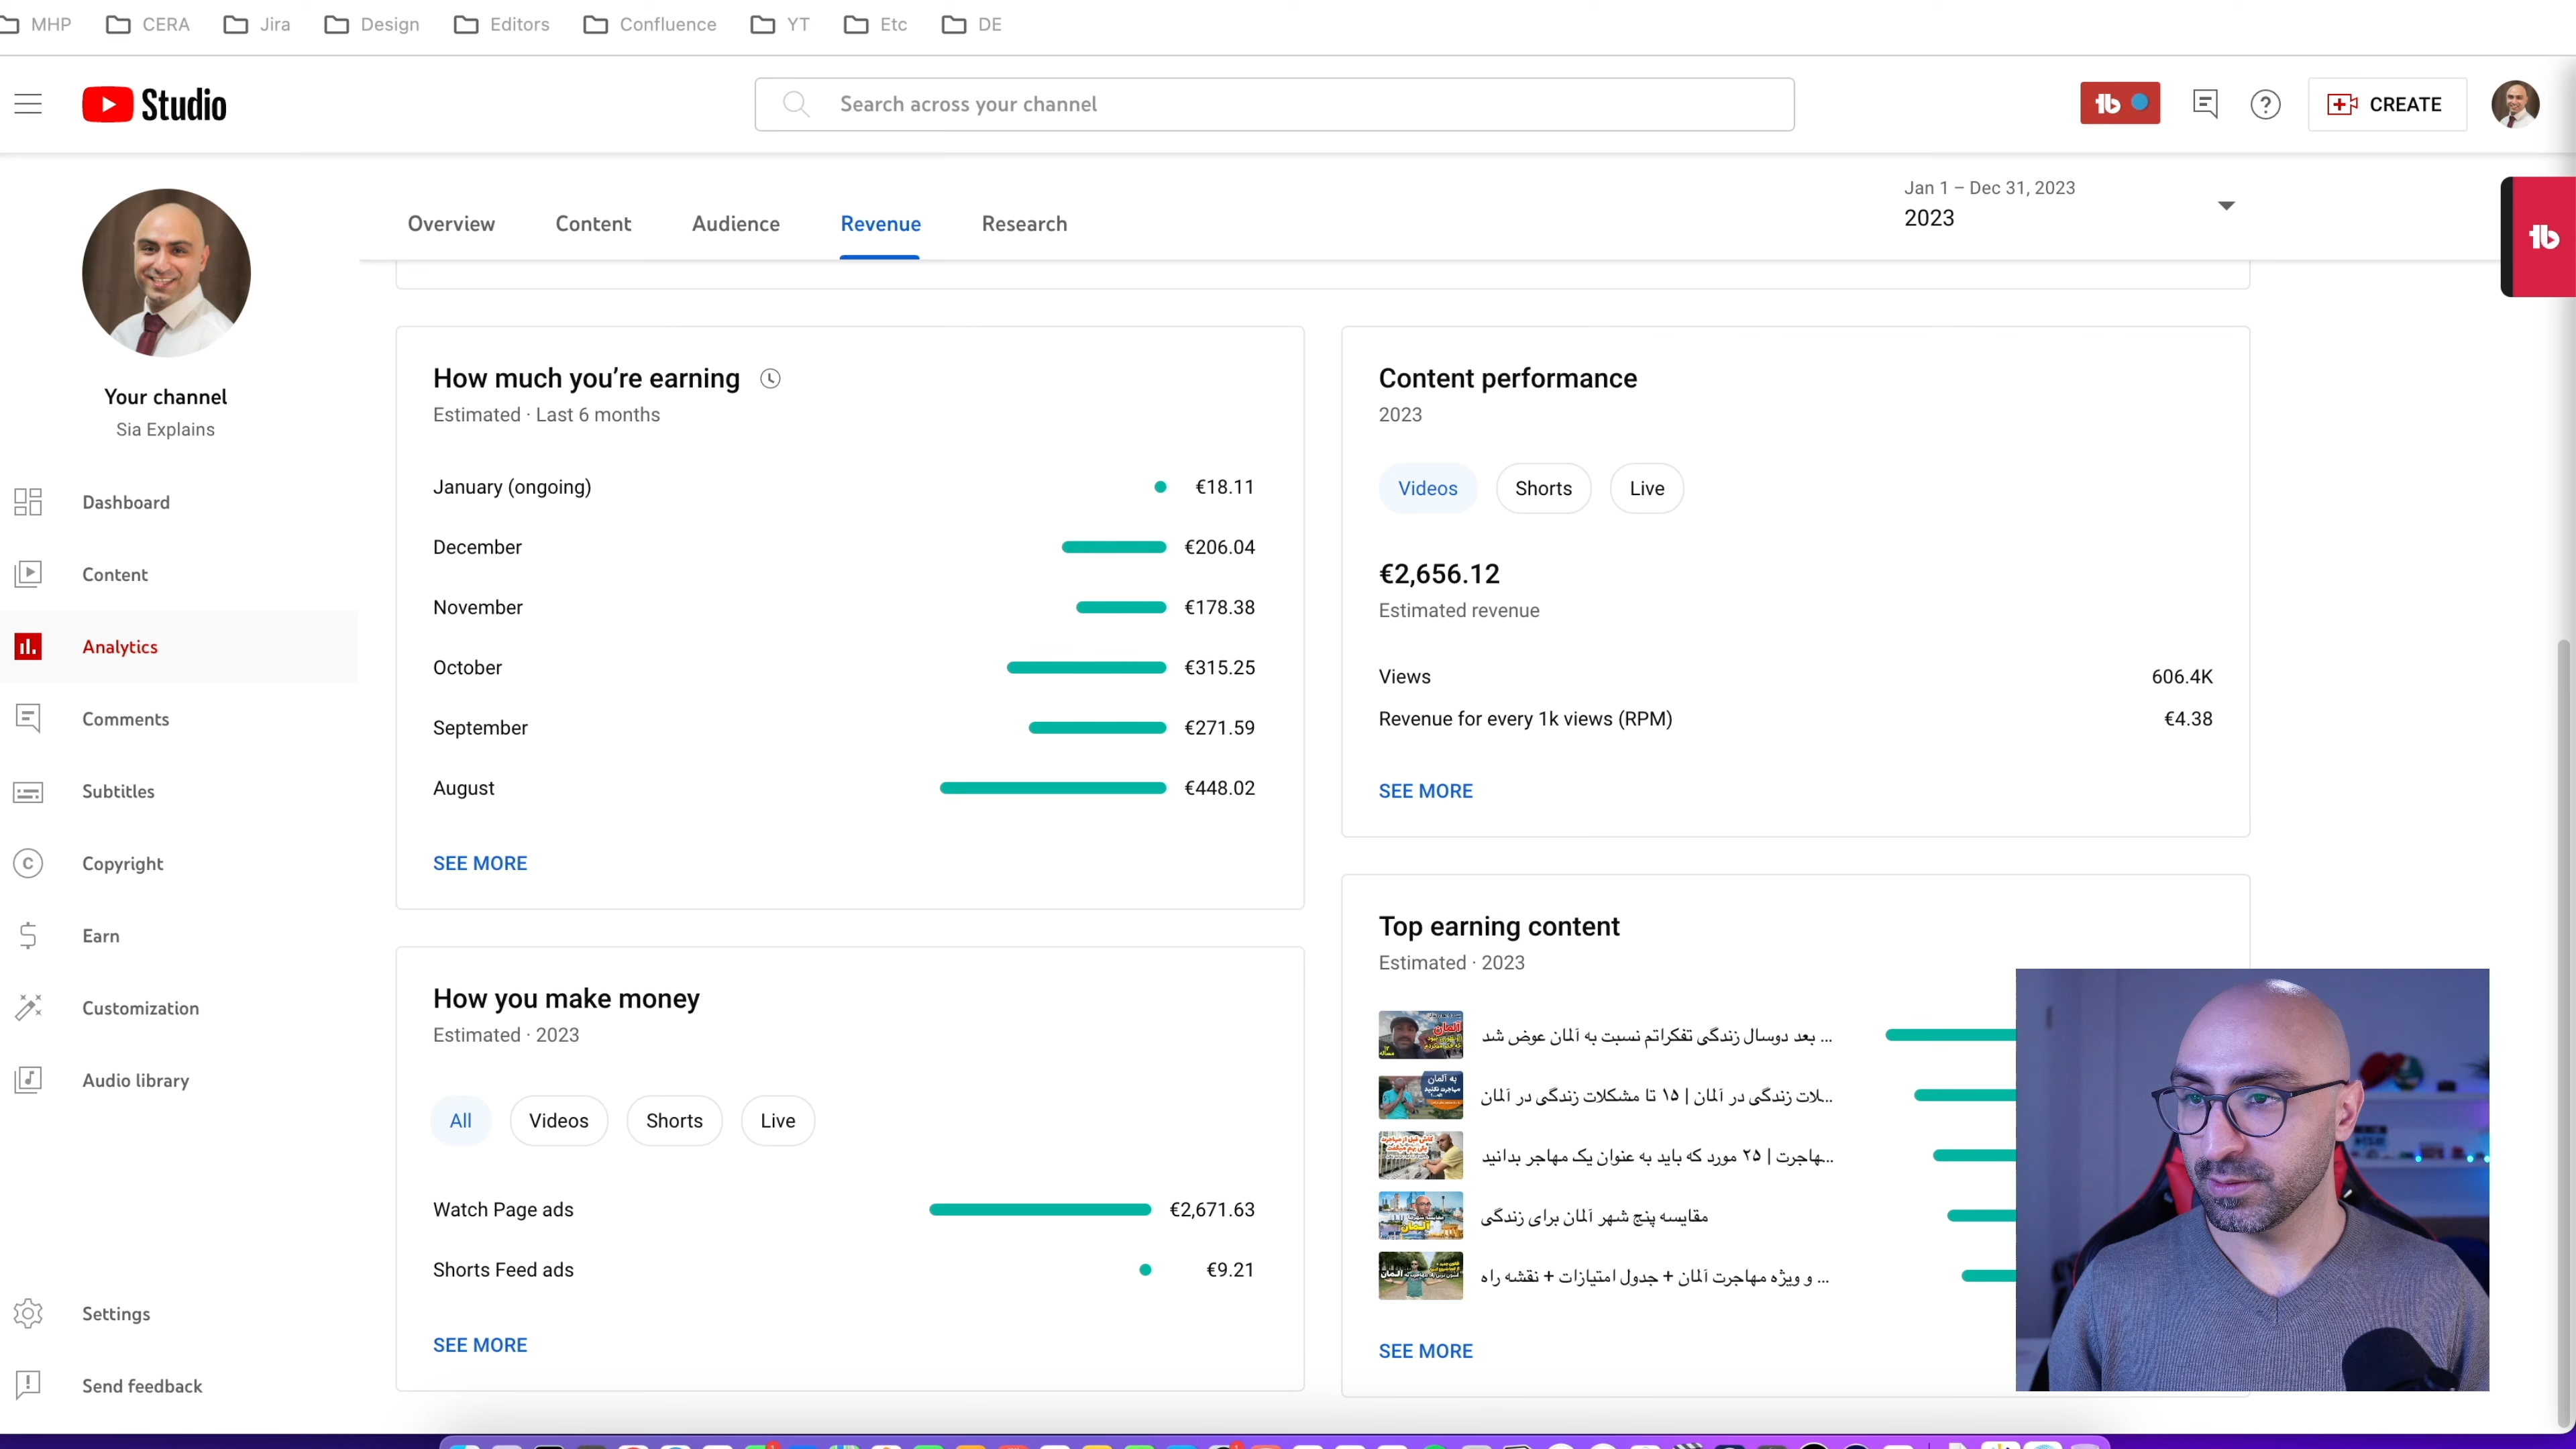 MHP
CERA
Jira
Design
Editors
Confluence
YT
Etc
DE
Studio
Search across your channel
CREATE
Your channel
Sia Explains
Dashboard
Content
Analytics
Comments
Subtitles
Copyright
Earn
Customization
Audio library
Settings
Send feedback
Overview
Content
Audience
Revenue
Research
Jan 1 – Dec 31, 2023
2023
How much you’re earning
Estimated · Last 6 months
January (ongoing) €18.11
December €206.04
November €178.38
October €315.25
September €271.59
August €448.02
SEE MORE
Content performance
2023
Videos
Shorts
Live
€2,656.12
Estimated revenue
Views 606.4K
Revenue for every 1k views (RPM) €4.38
SEE MORE
How you make money
Estimated · 2023
All
Videos
Shorts
Live
Watch Page ads €2,671.63
Shorts Feed ads €9.21
SEE MORE
Top earning content
Estimated · 2023
بعد دوسال زندگی تفکراتم نسبت به آلمان عوض شد ...
...لات زندگی در آلمان | ۱۵ تا مشکلات زندگی در آلمان
...هاجرت | ۲۵ مورد که باید به عنوان یک مهاجر بدانید
مقایسه پنج شهر آلمان برای زندگی
... و ویژه مهاجرت آلمان + جدول امتیازات + نقشه راه
SEE MORE